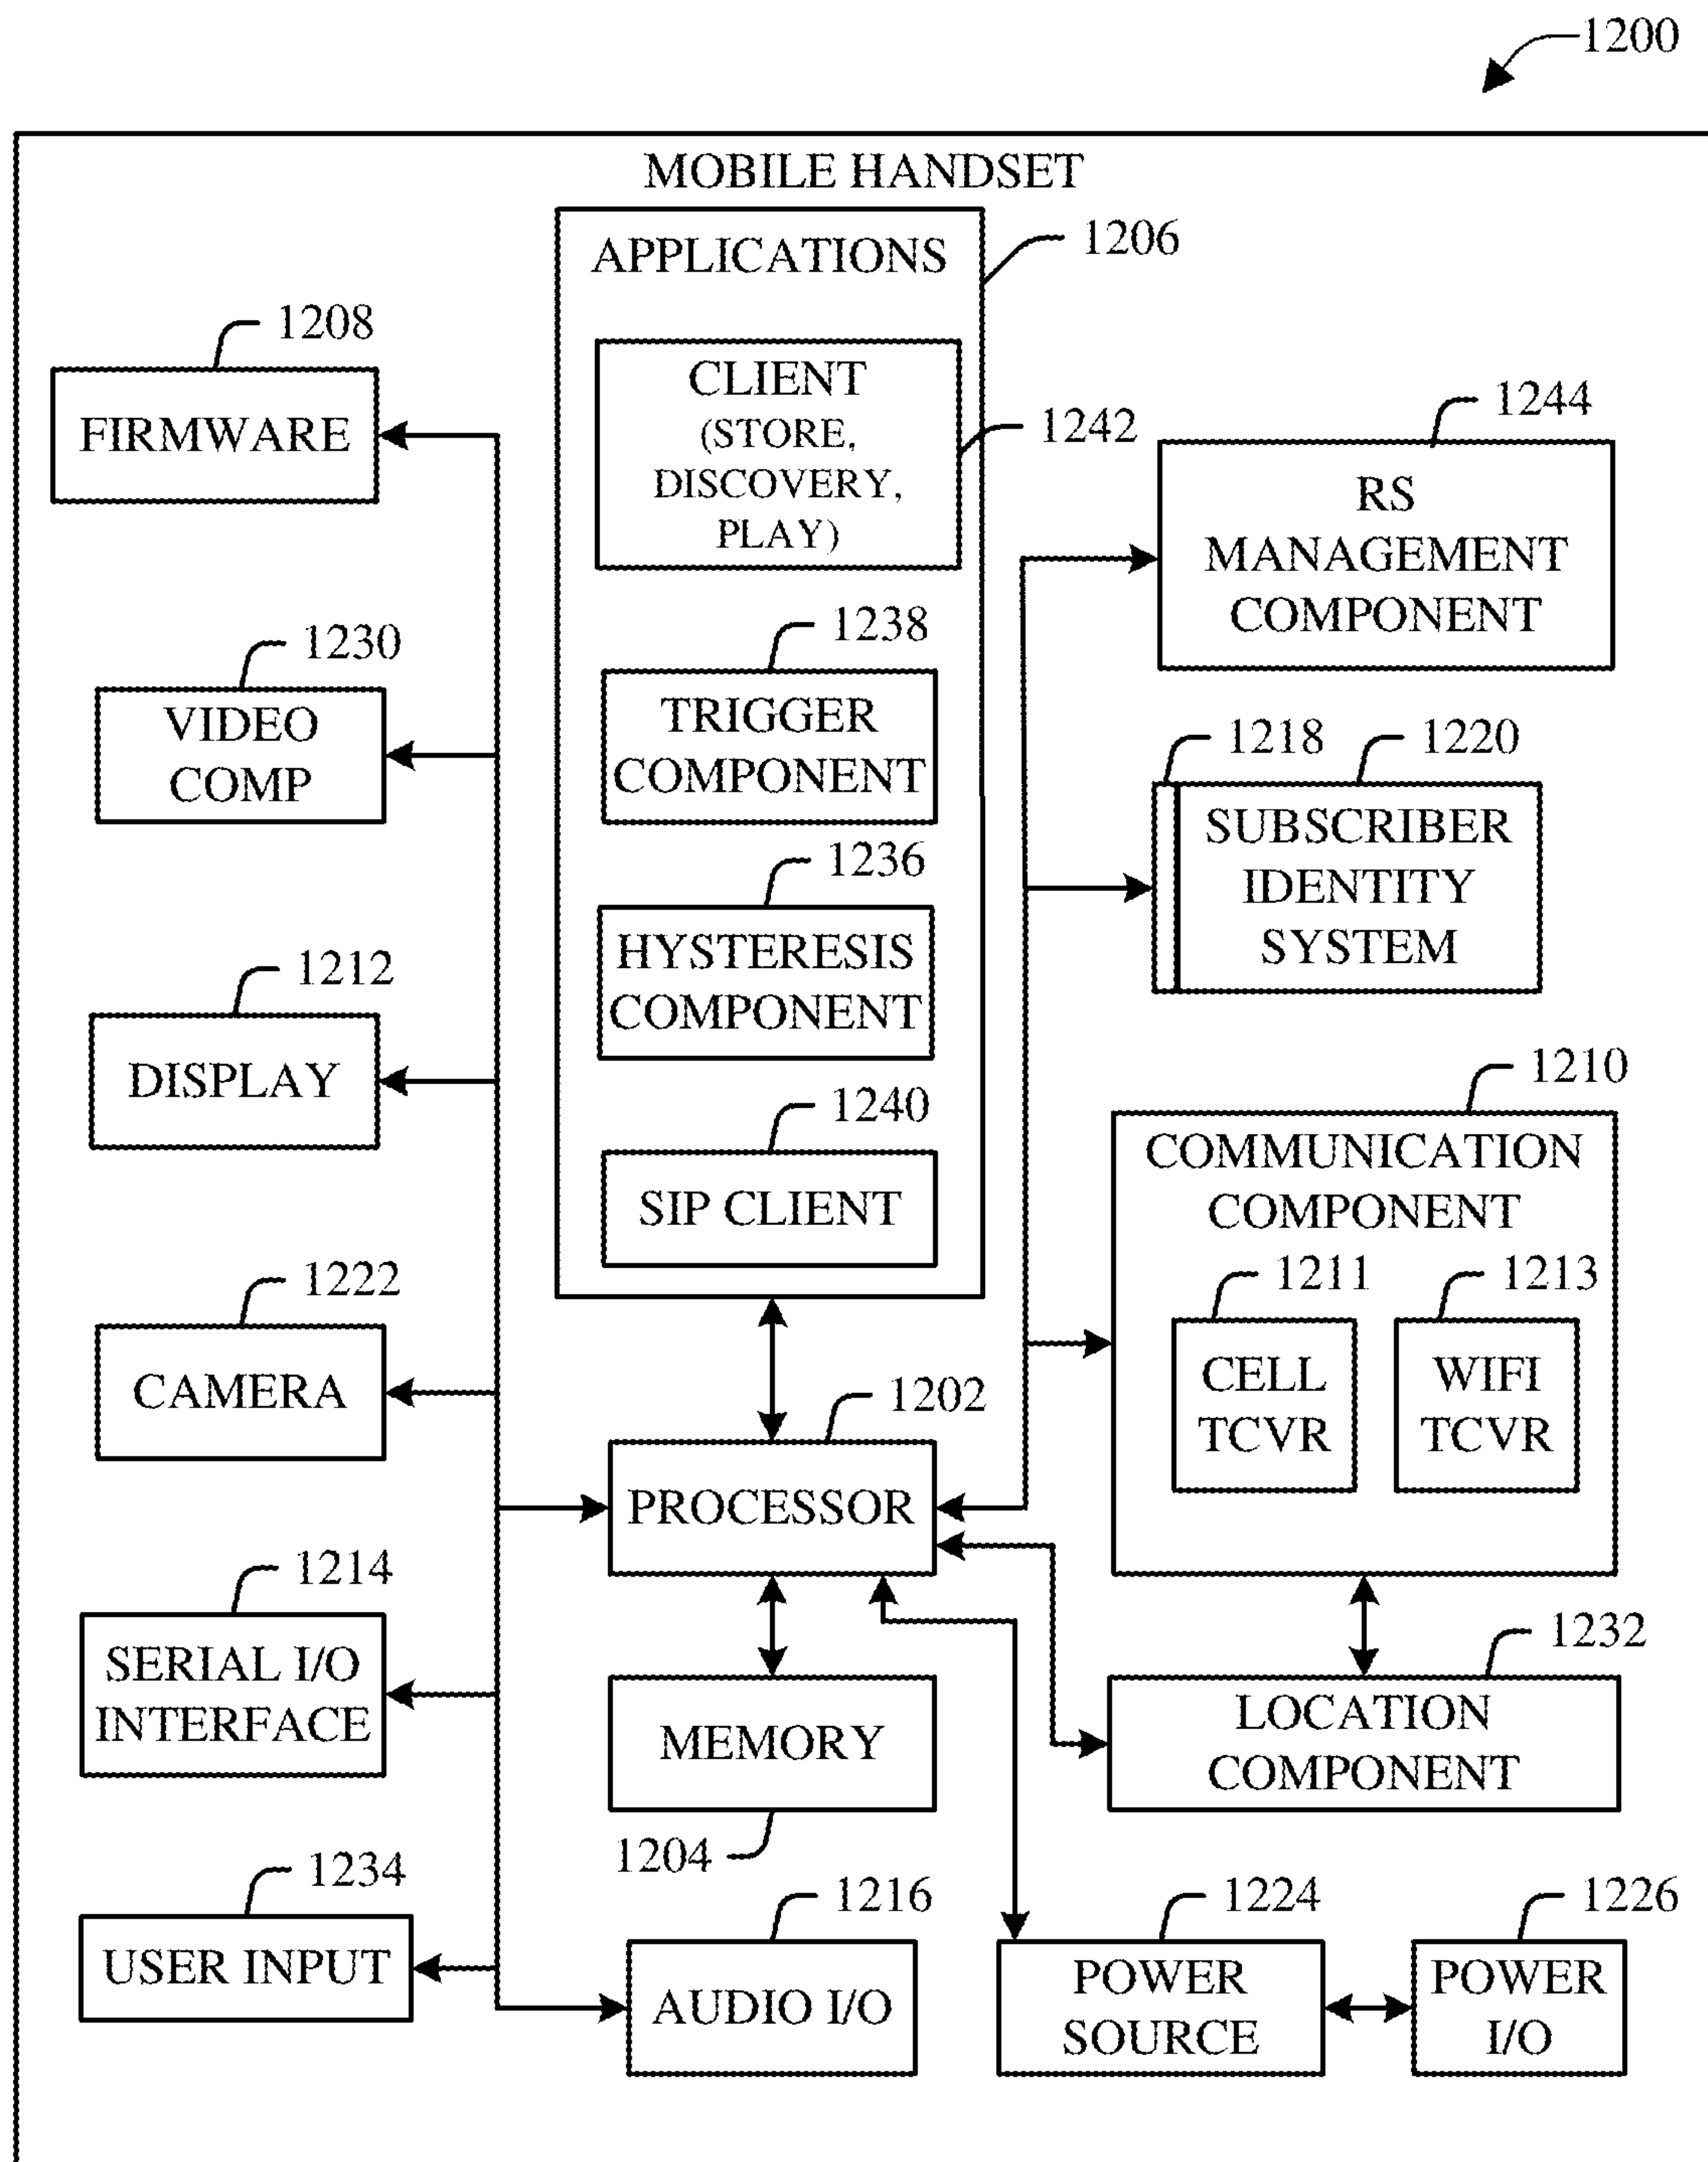 1200
MOBILE HANDSET
APPLICATIONS
1206
CLIENT
(STORE,
DISCOVERY,
PLAY)
1242
1238
TRIGGER
COMPONENT
1236
HYSTERESIS
COMPONENT
1240
SIP CLIENT
1208
FIRMWARE
1230
VIDEO
COMP
1212
DISPLAY
1222
CAMERA
1214
SERIAL I/O
INTERFACE
1234
USER INPUT
1202
PROCESSOR
MEMORY
1204
1216
AUDIO I/O
1244
RS
MANAGEMENT
COMPONENT
1218
1220
SUBSCRIBER
IDENTITY
SYSTEM
1210
COMMUNICATION
COMPONENT
1211
CELL
TCVR
1213
WIFI
TCVR
1232
LOCATION
COMPONENT
1224
POWER
SOURCE
1226
POWER
I/O